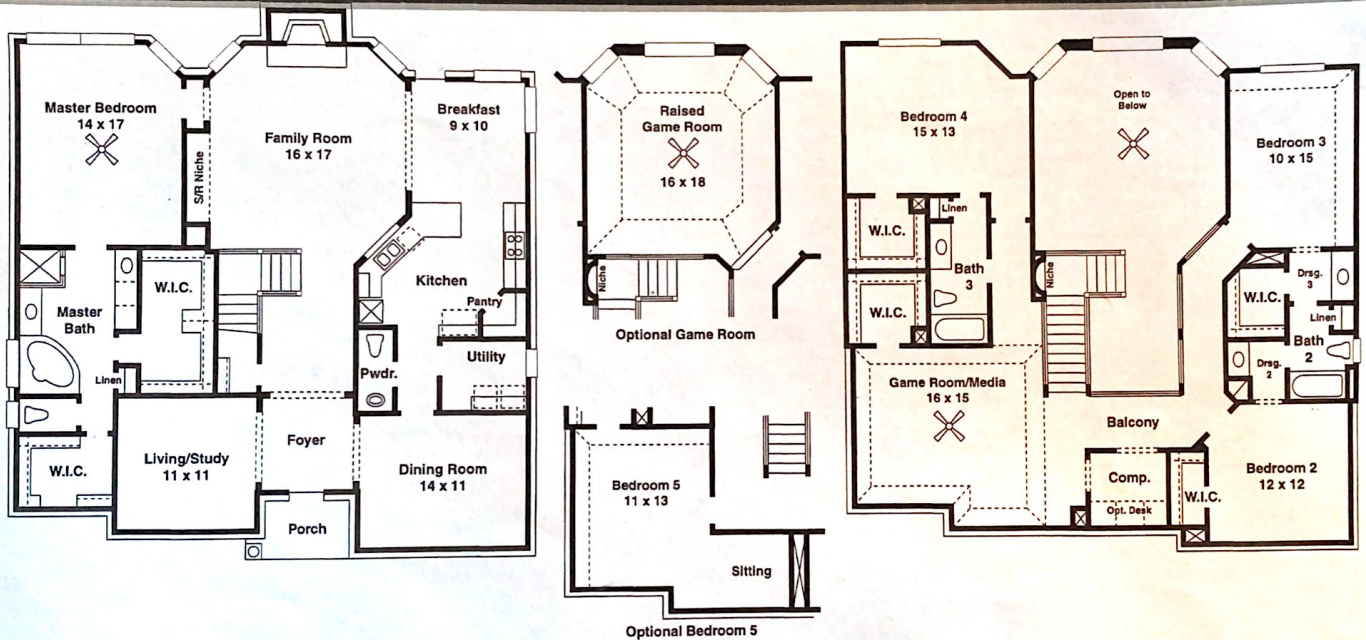 Master Bedroom
14 x 17
S/R Niche
Family Room
16 x 17
Breakfast
9 x 10
Kitchen
Pantry
Utility
Pwdr.
W.I.C.
Master
Bath
Linen
W.I.C.
Living/Study
11 x 11
Foyer
Porch
Dining Room
14 x 11
Raised
Game Room
16 x 18
Niche
Optional Game Room
Bedroom 5
11 x 13
Sitting
Optional Bedroom 5
Bedroom 4
15 x 13
Open to
Below
Bedroom 3
10 x 15
W.I.C.
Linen
Bath
3
W.I.C.
Niche
Drsg.
3
W.I.C.
Linen
Bath
2
Drsg.
2
Game Room/Media
16 x 15
Balcony
Comp.
Opt. Desk
W.I.C.
Bedroom 2
12 x 12